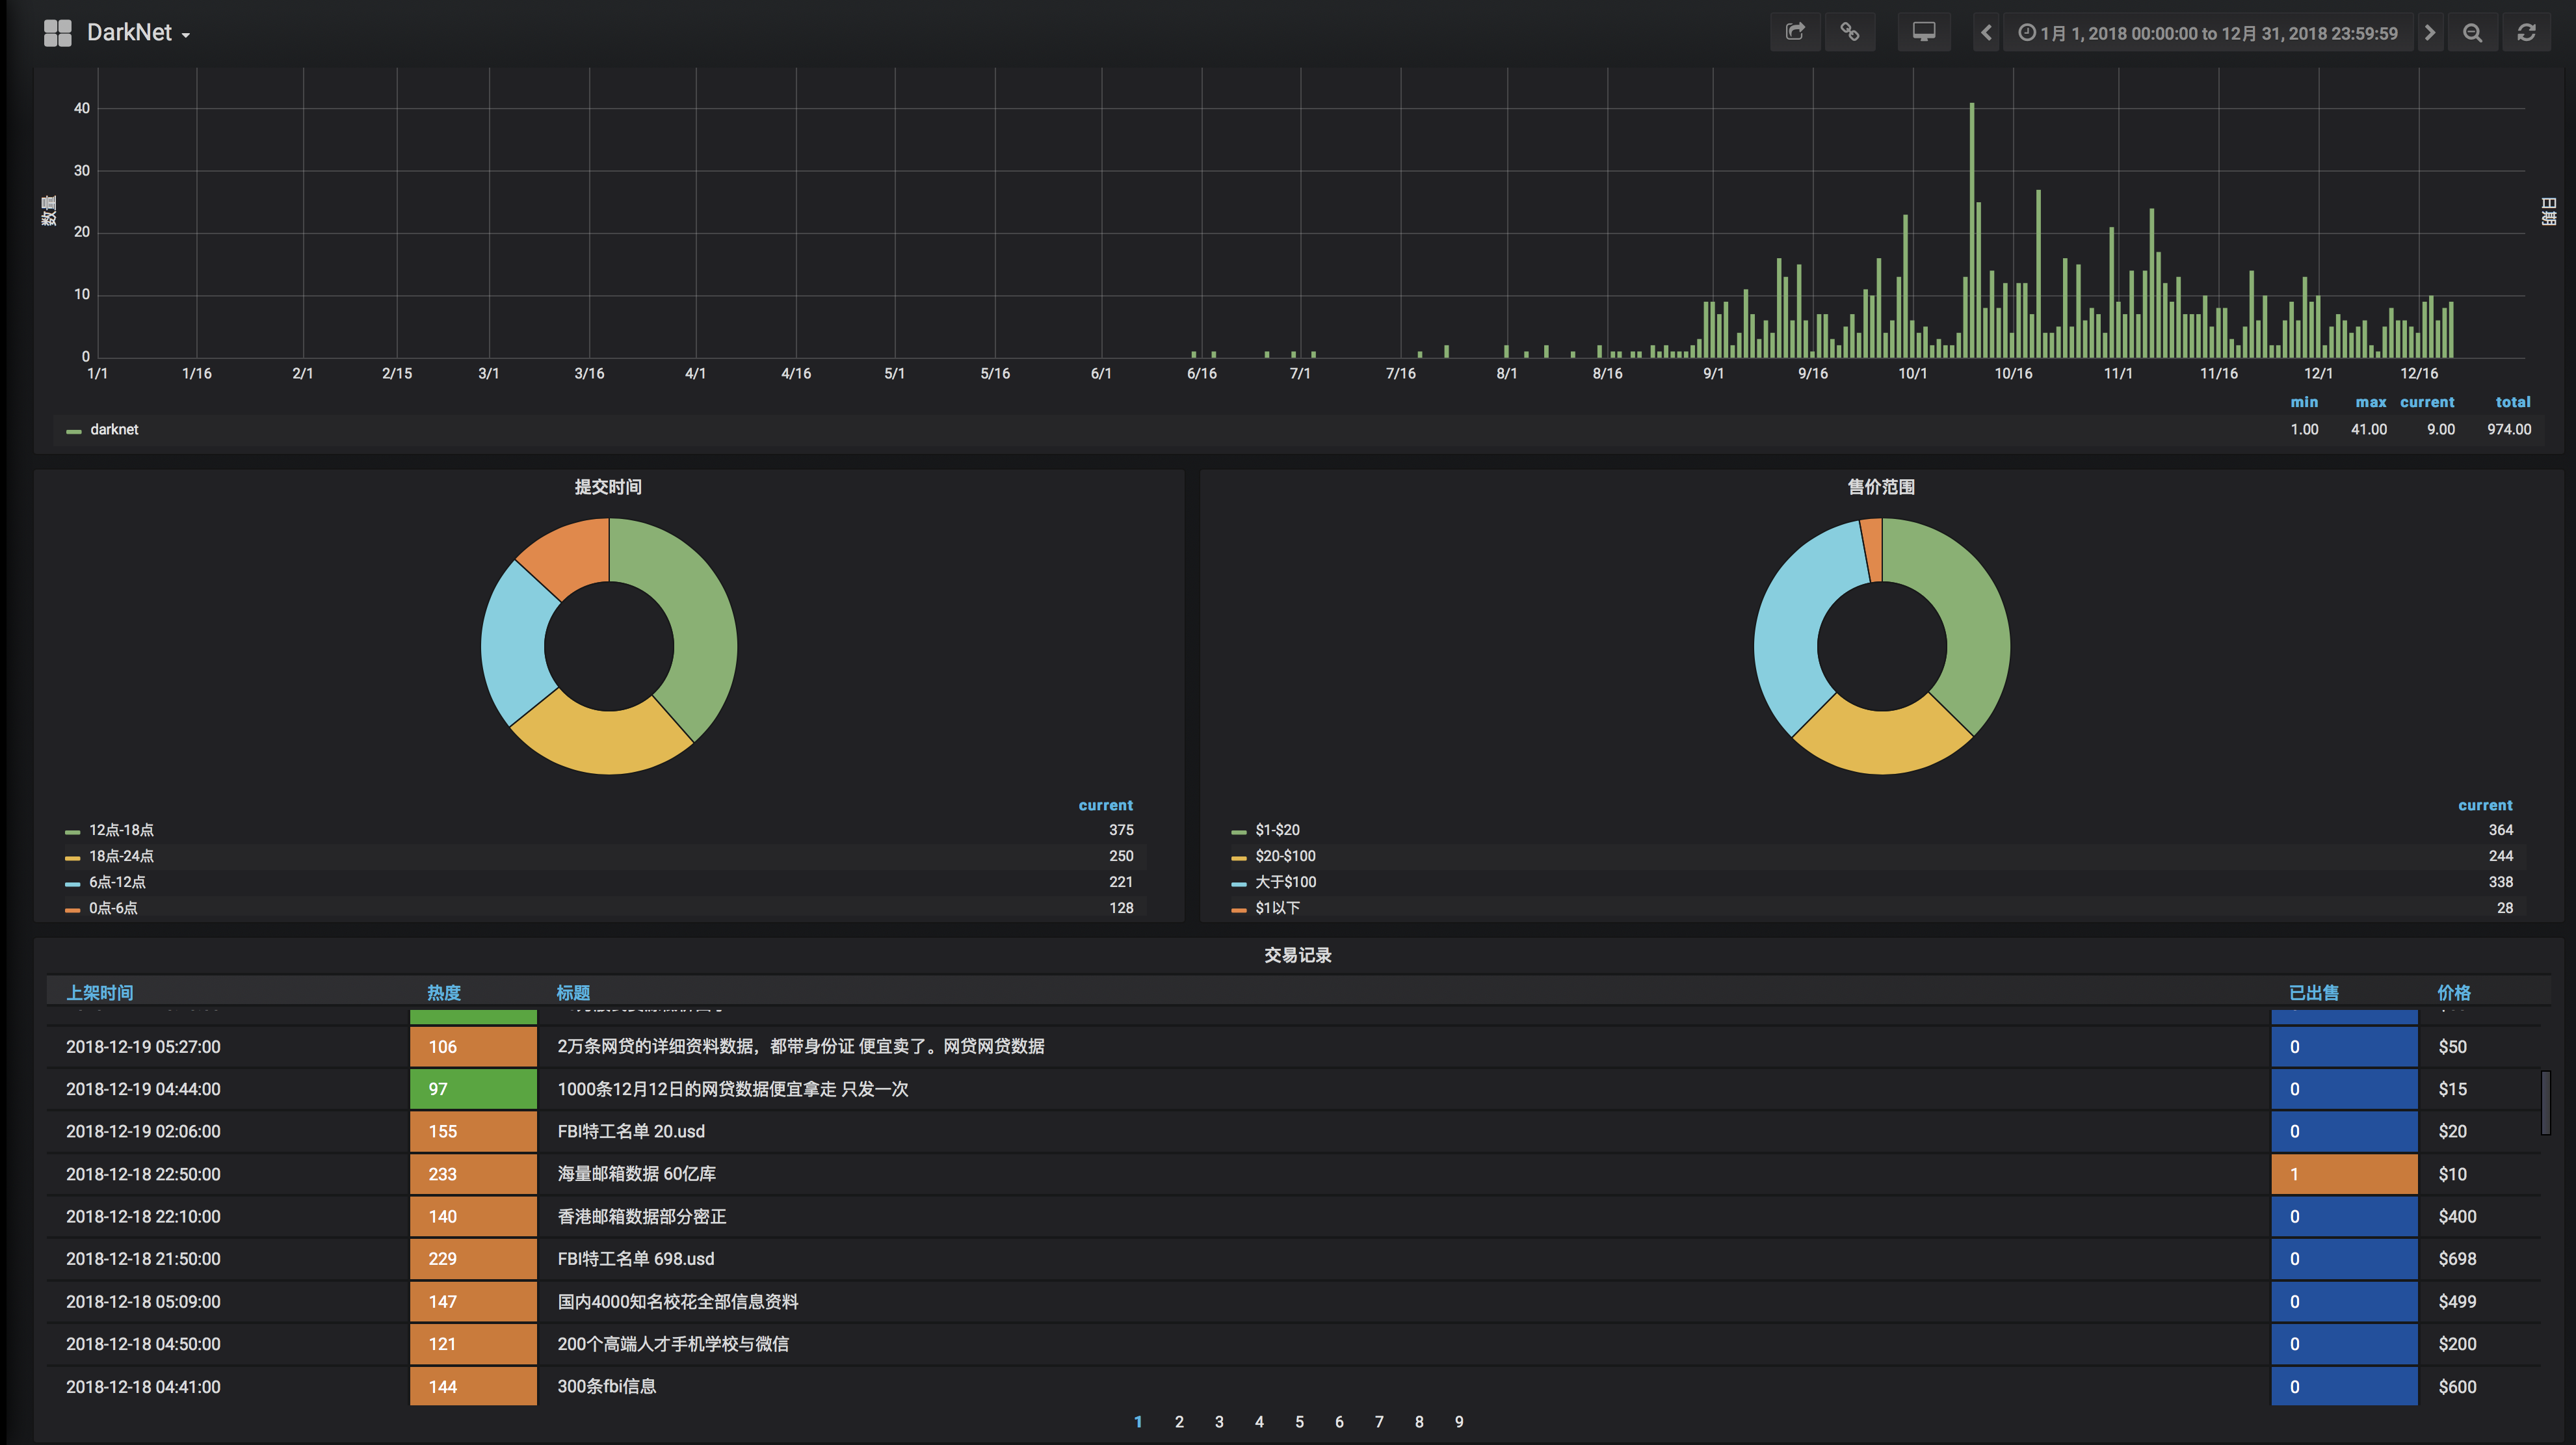 DarkNet
1月 1, 2018 00:00:00 to 12月 31, 2018 23:59:59
40
30
20
10
0
数量
日期
1/1 1/16 2/1 2/15 3/1 3/16 4/1 4/16 5/1 5/16 6/1 6/16 7/1 7/16 8/1 8/16 9/1 9/16 10/1 10/16 11/1 11/16 12/1 12/16
min max current total
darknet 1.00 41.00 9.00 974.00
提交时间
current
12点-18点 375
18点-24点 250
6点-12点 221
0点-6点 128
售价范围
current
$1-$20 364
$20-$100 244
大于$100 338
$1以下 28
交易记录
上架时间 热度 标题 已出售 价格
2018-12-19 05:27:00 106 2万条网贷的详细资料数据，都带身份证 便宜卖了。网贷网贷数据 0 $50
2018-12-19 04:44:00 97 1000条12月12日的网贷数据便宜拿走 只发一次 0 $15
2018-12-19 02:06:00 155 FBI特工名单 20.usd 0 $20
2018-12-18 22:50:00 233 海量邮箱数据 60亿库 1 $10
2018-12-18 22:10:00 140 香港邮箱数据部分密正 0 $400
2018-12-18 21:50:00 229 FBI特工名单 698.usd 0 $698
2018-12-18 05:09:00 147 国内4000知名校花全部信息资料 0 $499
2018-12-18 04:50:00 121 200个高端人才手机学校与微信 0 $200
2018-12-18 04:41:00 144 300条fbi信息 0 $600
1 2 3 4 5 6 7 8 9